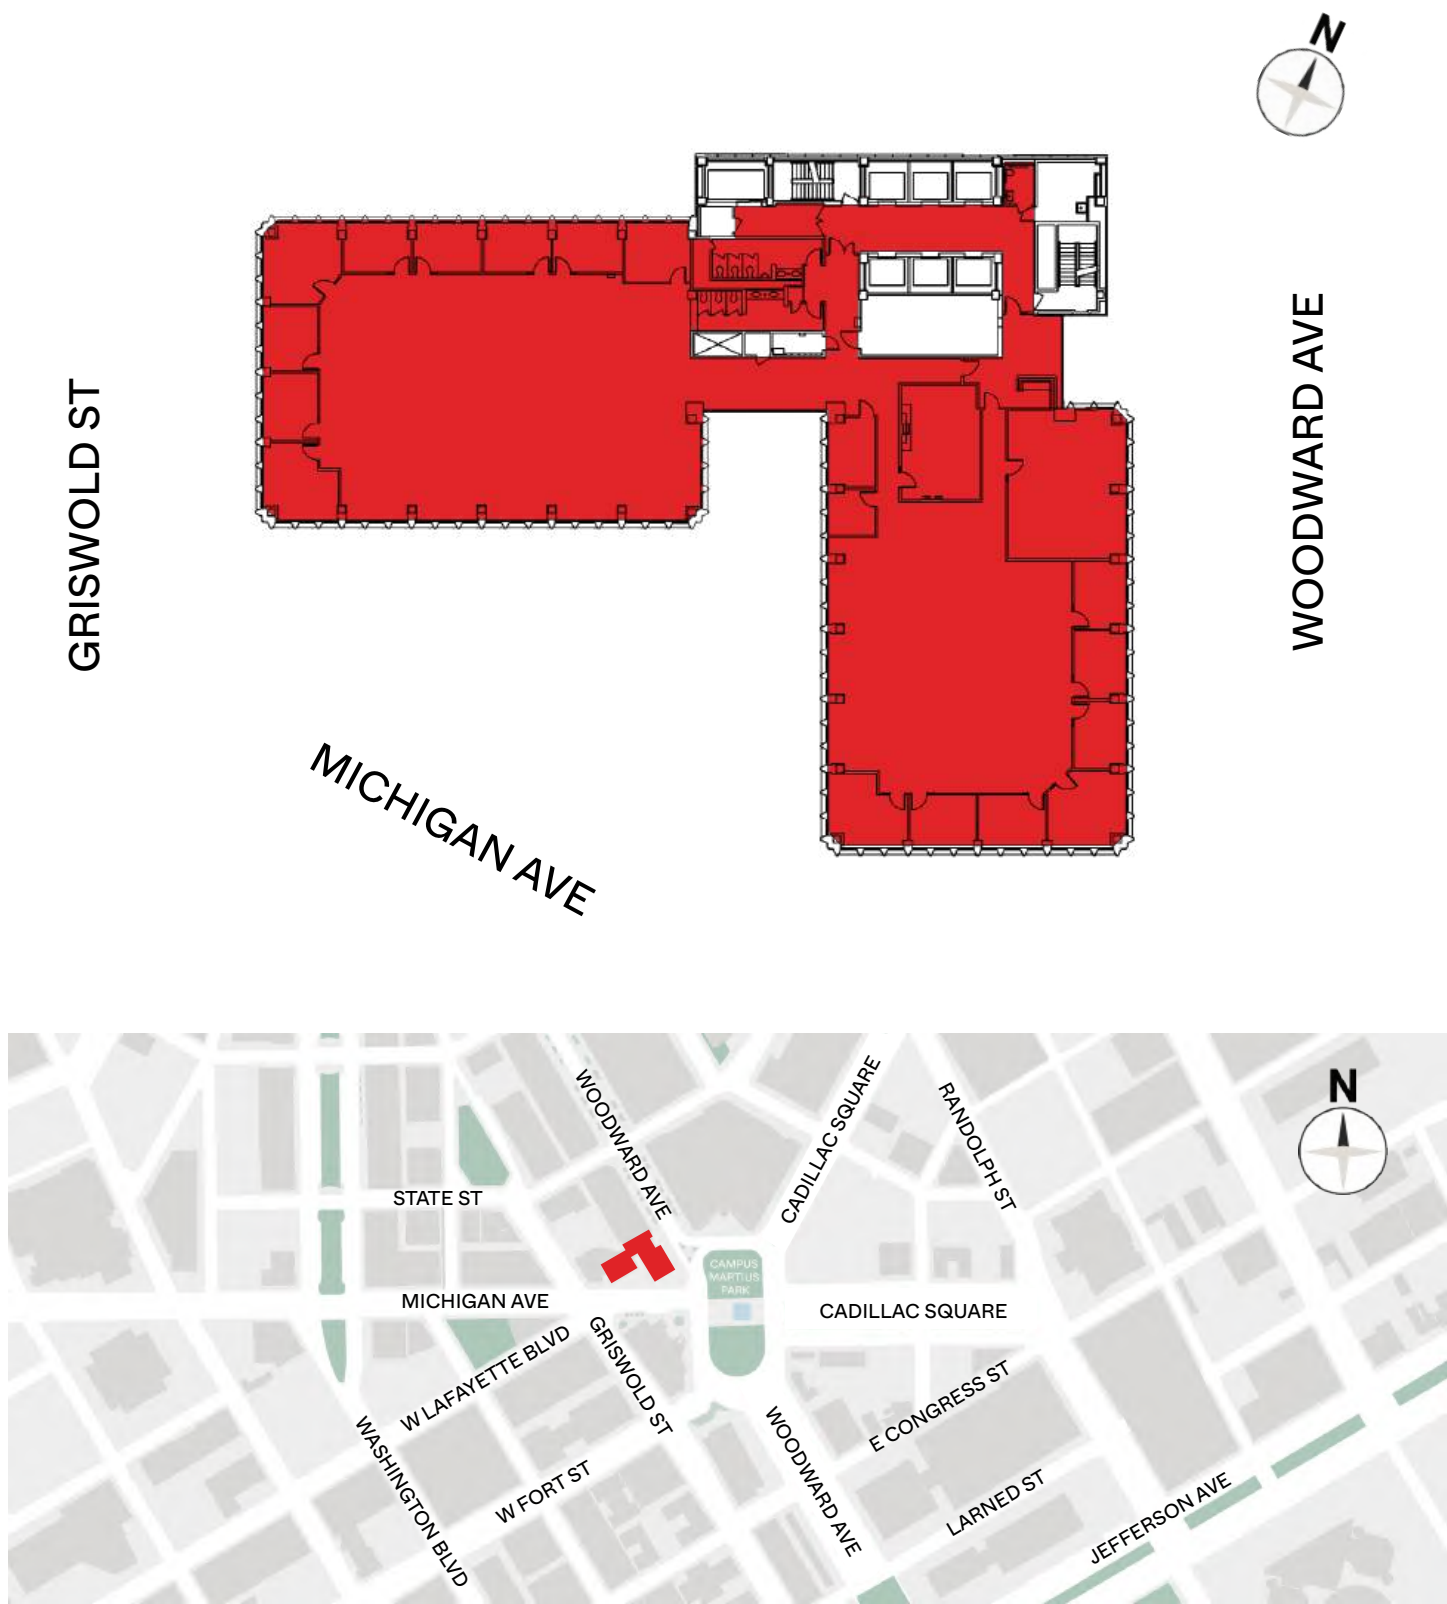 N
GRISWOLD ST
WOODWARD AVE
MICHIGAN AVE
N
WOODWARD AVE
CADILLAC SQUARE
RANDOLPH ST
STATE ST
CAMPUS
MARTIUS
PARK
MICHIGAN AVE
CADILLAC SQUARE
W LAFAYETTE BLVD
GRISWOLD ST
E CONGRESS ST
WASHINGTON BLVD
W FORT ST
WOODWARD AVE
LARNED ST
JEFFERSON AVE